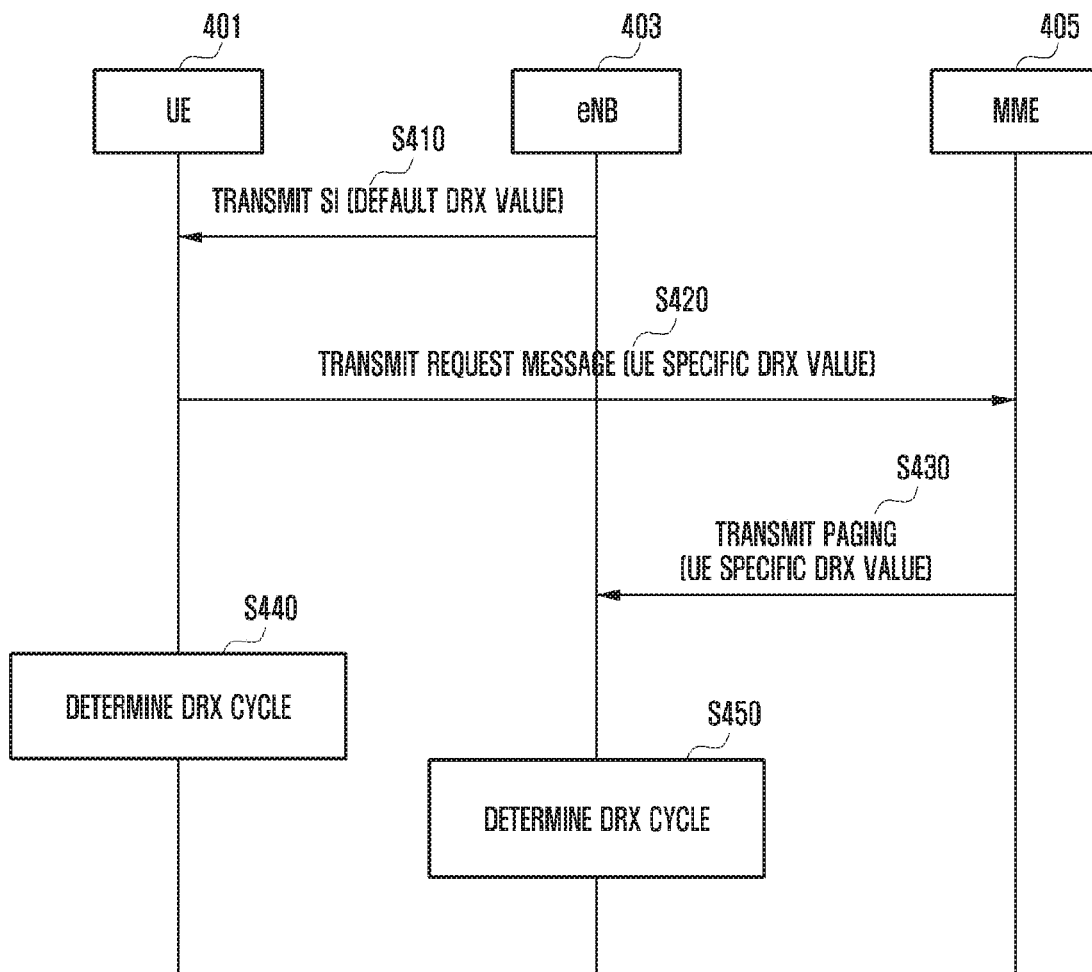 401
403
405
UE
eNB
MME
S410
TRANSMIT SI (DEFAULT DRX VALUE)
S420
TRANSMIT REQUEST MESSAGE (UE SPECIFIC DRX VALUE)
S430
TRANSMIT PAGING
(UE SPECIFIC DRX VALUE)
S440
DETERMINE DRX CYCLE
S450
DETERMINE DRX CYCLE